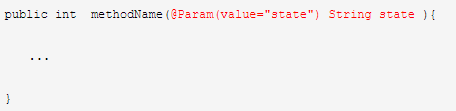 public int  methodName(@Param(value="state") String state ){
...
}